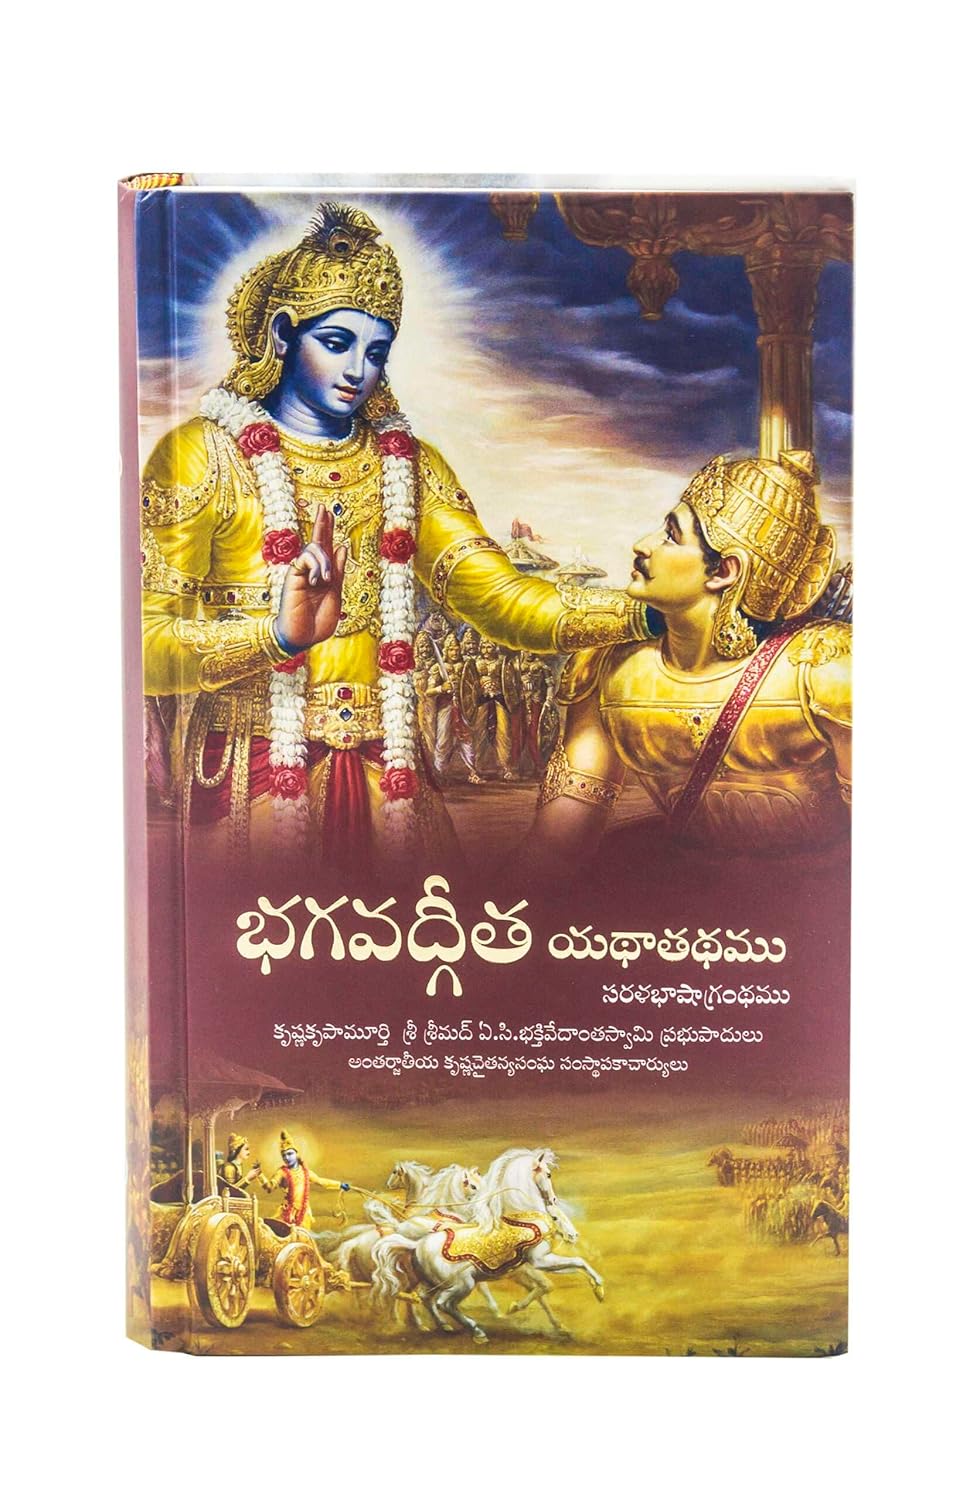 భగవద్గీత యథాతథము
సరళభాషాగ్రంథము
కృష్ణకృపామూర్తి శ్రీ శ్రీమద్ ఏ.సి.భక్తివేదాంతస్వామి ప్రభుపాదులు
అంతర్జాతీయ కృష్ణచైతన్యసంఘ సంస్థాపకాచార్యులు